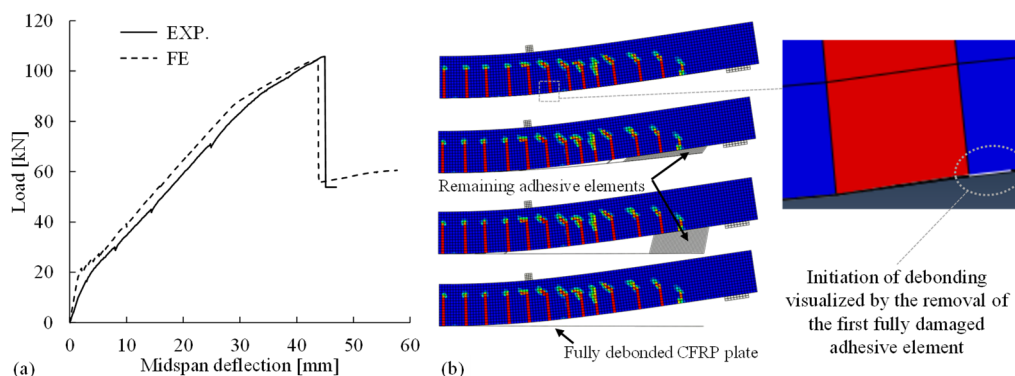 120
100
80
60
40
20
0
Load [kN]
EXP.
FE
0 10 20 30 40 50 60
Midspan deflection [mm]
(a)
(b)
Remaining adhesive elements
Fully debonded CFRP plate
Initiation of debonding
visualized by the removal of
the first fully damaged
adhesive element